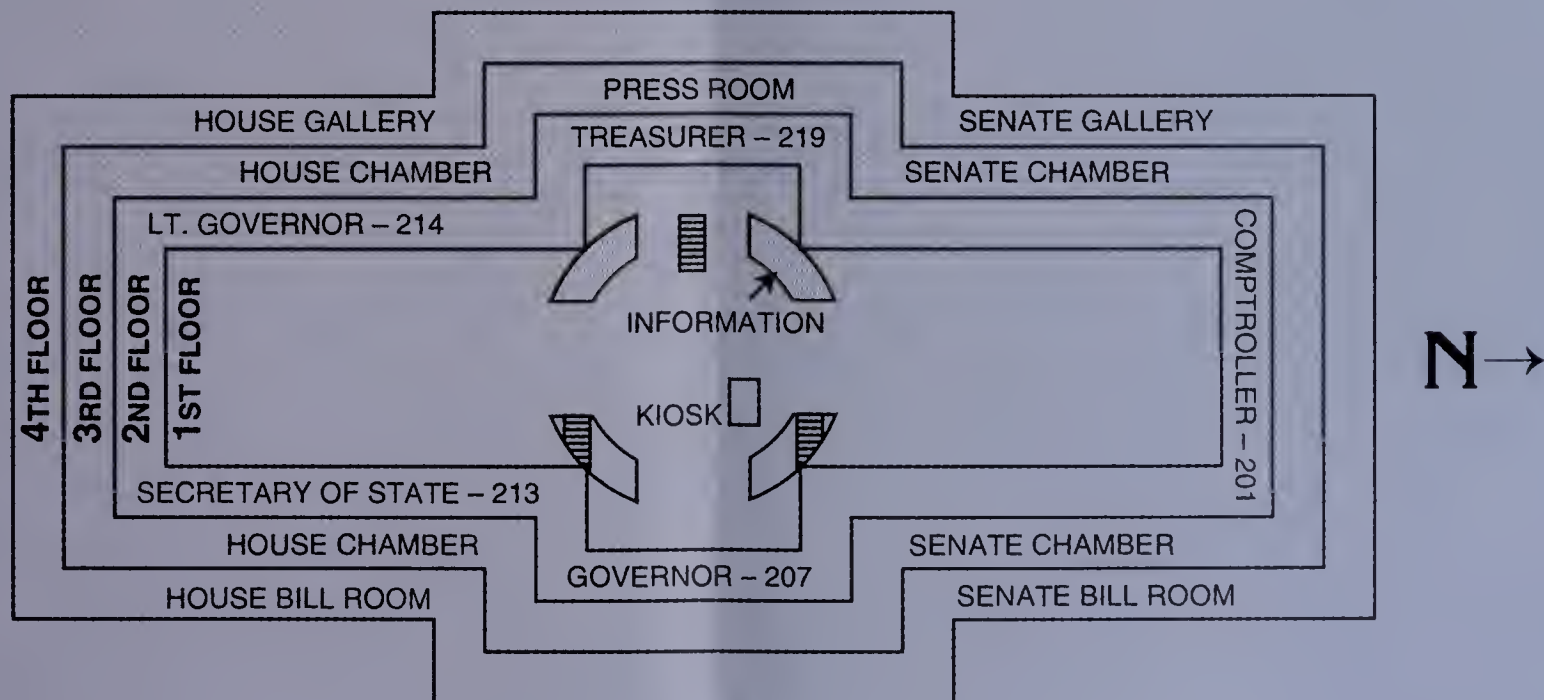 PRESS ROOM
HOUSE GALLERY
SENATE GALLERY
TREASURER – 219
HOUSE CHAMBER
SENATE CHAMBER
LT. GOVERNOR – 214
COMPTROLLER – 201
4TH FLOOR
3RD FLOOR
2ND FLOOR
1ST FLOOR
INFORMATION
N
KIOSK
SECRETARY OF STATE – 213
HOUSE CHAMBER
SENATE CHAMBER
GOVERNOR – 207
HOUSE BILL ROOM
SENATE BILL ROOM